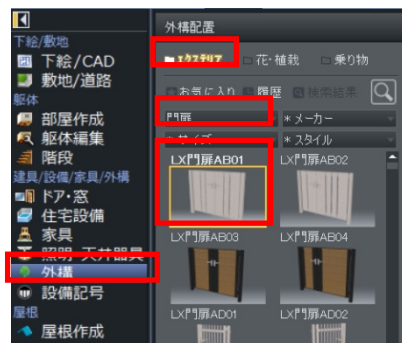 下絵/敷地
下絵/CAD
敷地/道路
躯体
部屋作成
躯体編集
階段
建具/設備/家具/外構
ドア・窓
住宅設備
家具
照明・天井器具
外構
設備記号
屋根
屋根作成
外構配置
エクステリア 花・植栽 乗り物
お気に入り 履歴 検索結果
門扉 * メーカー
* サイズ * スタイル
LX門扉AB01 LX門扉AB02
LX門扉AB03 LX門扉AB04
LX門扉AD01 LX門扉AD02